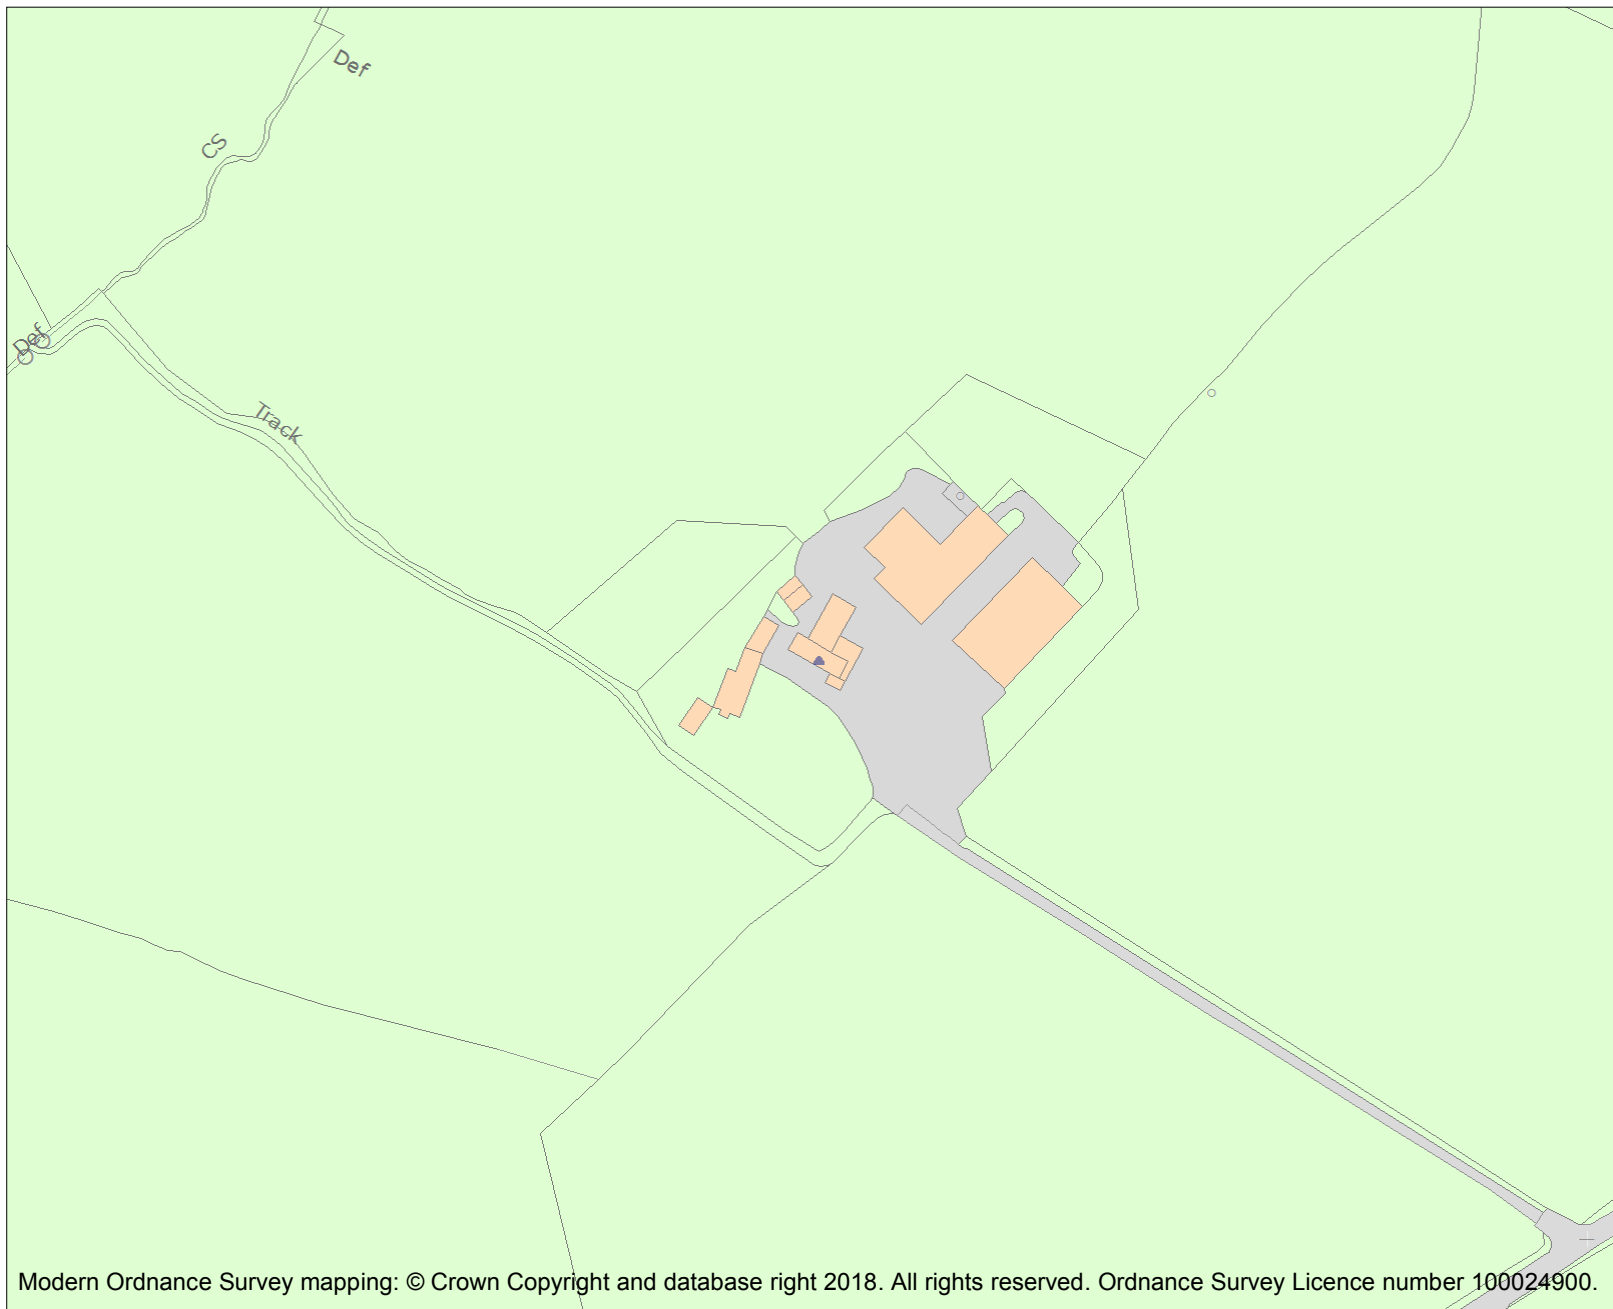 Def
CS
Def
Track
Modern Ordnance Survey mapping: © Crown Copyright and database right 2018. All rights reserved. Ordnance Survey Licence number 100024900.